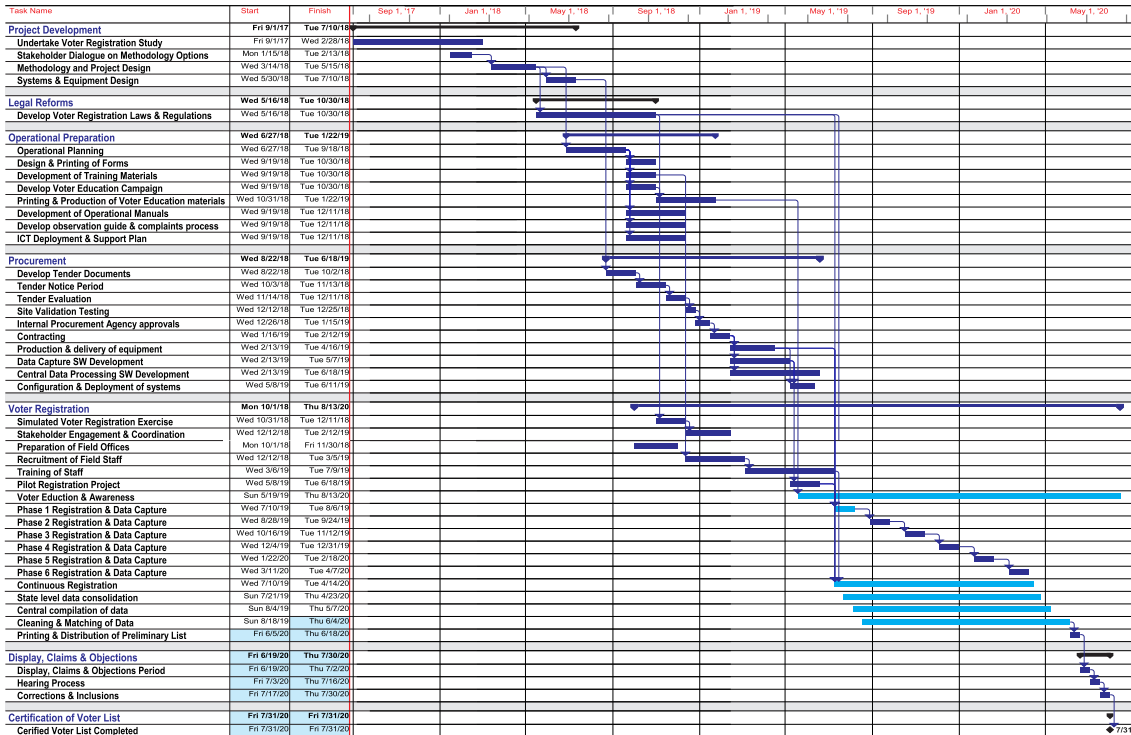 Task Name Start Finish Sep 1, '17 Jan 1, '18 May 1, '18 Sep 1, '18 Jan 1, '19 May 1, '19 Sep 1, '19 Jan 1, '20 May 1, '20
Project Development Fri 9/1/17 Tue 7/10/18
Undertake Voter Registration Study Fri 9/1/17 Wed 2/28/18
Stakeholder Dialogue on Methodology Options Mon 1/15/18 Tue 2/13/18
Methodology and Project Design Wed 3/14/18 Tue 5/15/18
Systems & Equipment Design Wed 5/30/18 Tue 7/10/18
Legal Reforms Wed 5/16/18 Tue 10/30/18
Develop Voter Registration Laws & Regulations Wed 5/16/18 Tue 10/30/18
Operational Preparation Wed 6/27/18 Tue 1/22/19
Operational Planning Wed 6/27/18 Tue 9/18/18
Design & Printing of Forms Wed 9/19/18 Tue 10/30/18
Development of Training Materials Wed 9/19/18 Tue 10/30/18
Develop Voter Education Campaign Wed 9/19/18 Tue 10/30/18
Printing & Production of Voter Education materials Wed 10/31/18 Tue 1/22/19
Development of Operational Manuals Wed 9/19/18 Tue 12/11/18
Develop observation guide & complaints process Wed 9/19/18 Tue 12/11/18
ICT Deployment & Support Plan Wed 9/19/18 Tue 12/11/18
Procurement Wed 8/22/18 Tue 6/18/19
Develop Tender Documents Wed 8/22/18 Tue 10/2/18
Tender Notice Period Wed 10/3/18 Tue 11/13/18
Tender Evaluation Wed 11/14/18 Tue 12/11/18
Site Validation Testing Wed 12/12/18 Tue 12/25/18
Internal Procurement Agency approvals Wed 12/26/18 Tue 1/15/19
Contracting Wed 1/16/19 Tue 2/12/19
Production & delivery of equipment Wed 2/13/19 Tue 4/16/19
Data Capture SW Development Wed 2/13/19 Tue 5/7/19
Central Data Processing SW Development Wed 2/13/19 Tue 6/18/19
Configuration & Deployment of systems Wed 5/8/19 Tue 6/11/19
Voter Registration Mon 10/1/18 Thu 8/13/20
Simulated Voter Registration Exercise Wed 10/31/18 Tue 12/11/18
Stakeholder Engagement & Coordination Wed 12/12/18 Tue 2/12/19
Preparation of Field Offices Mon 10/1/18 Fri 11/30/18
Recruitment of Field Staff Wed 12/12/18 Tue 3/5/19
Training of Staff Wed 3/6/19 Tue 7/9/19
Pilot Registration Project Wed 5/8/19 Tue 6/18/19
Voter Eduction & Awareness Sun 5/19/19 Thu 8/13/20
Phase 1 Registration & Data Capture Wed 7/10/19 Tue 8/6/19
Phase 2 Registration & Data Capture Wed 8/28/19 Tue 9/24/19
Phase 3 Registration & Data Capture Wed 10/16/19 Tue 11/12/19
Phase 4 Registration & Data Capture Wed 12/4/19 Tue 12/31/19
Phase 5 Registration & Data Capture Wed 1/22/20 Tue 2/18/20
Phase 6 Registration & Data Capture Wed 3/11/20 Tue 4/7/20
Continuous Registration Wed 7/10/19 Tue 4/14/20
State level data consolidation Sun 7/21/19 Thu 4/23/20
Central compilation of data Sun 8/4/19 Thu 5/7/20
Cleaning & Matching of Data Sun 8/18/19 Thu 6/4/20
Printing & Distribution of Preliminary List Fri 6/5/20 Thu 6/18/20
Display, Claims & Objections Fri 6/19/20 Thu 7/30/20
Display, Claims & Objections Period Fri 6/19/20 Thu 7/2/20
Hearing Process Fri 7/3/20 Thu 7/16/20
Corrections & Inclusions Fri 7/17/20 Thu 7/30/20
Certification of Voter List Fri 7/31/20 Fri 7/31/20
Certified Voter List Completed Fri 7/31/20 Fri 7/31/20 7/31